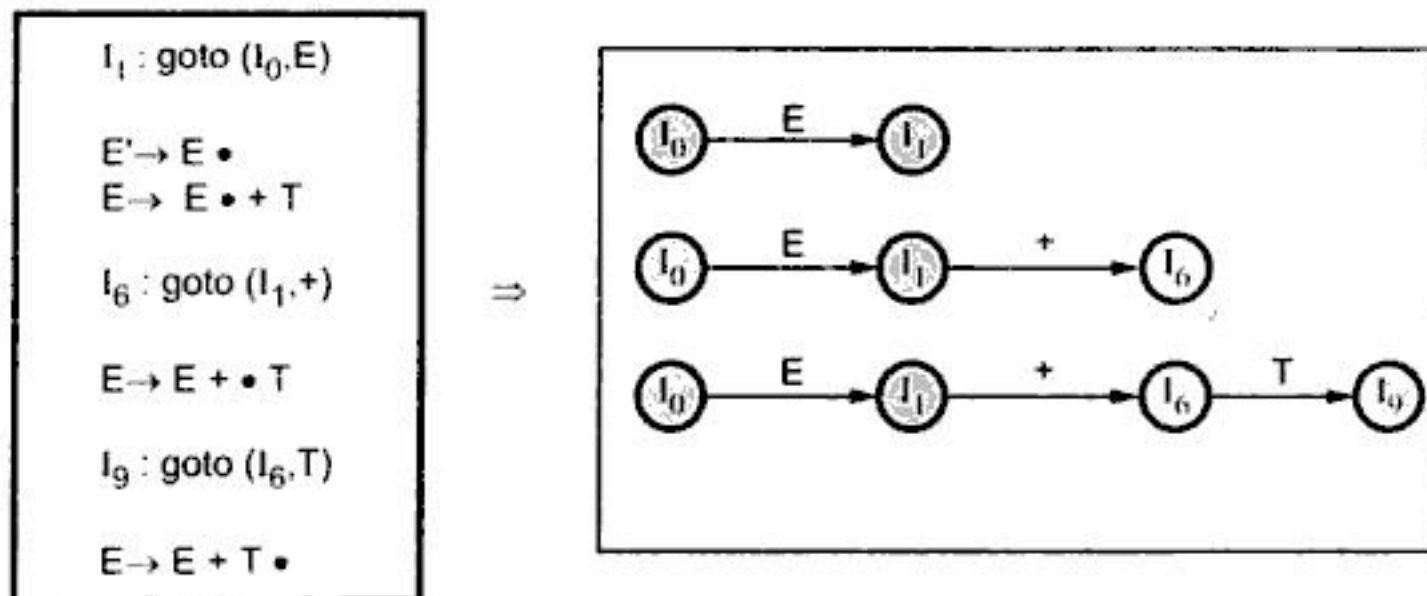 I₁ : goto (I₀,E)
E'→ E •
E→ E • + T
I₆ : goto (I₁,+)
E→ E + • T
I₉ : goto (I₆,T)
E→ E + T •
⇒
E
I₀ I₁
E +
I₀ I₁ I₆
E + T
I₀ I₁ I₆ I₉